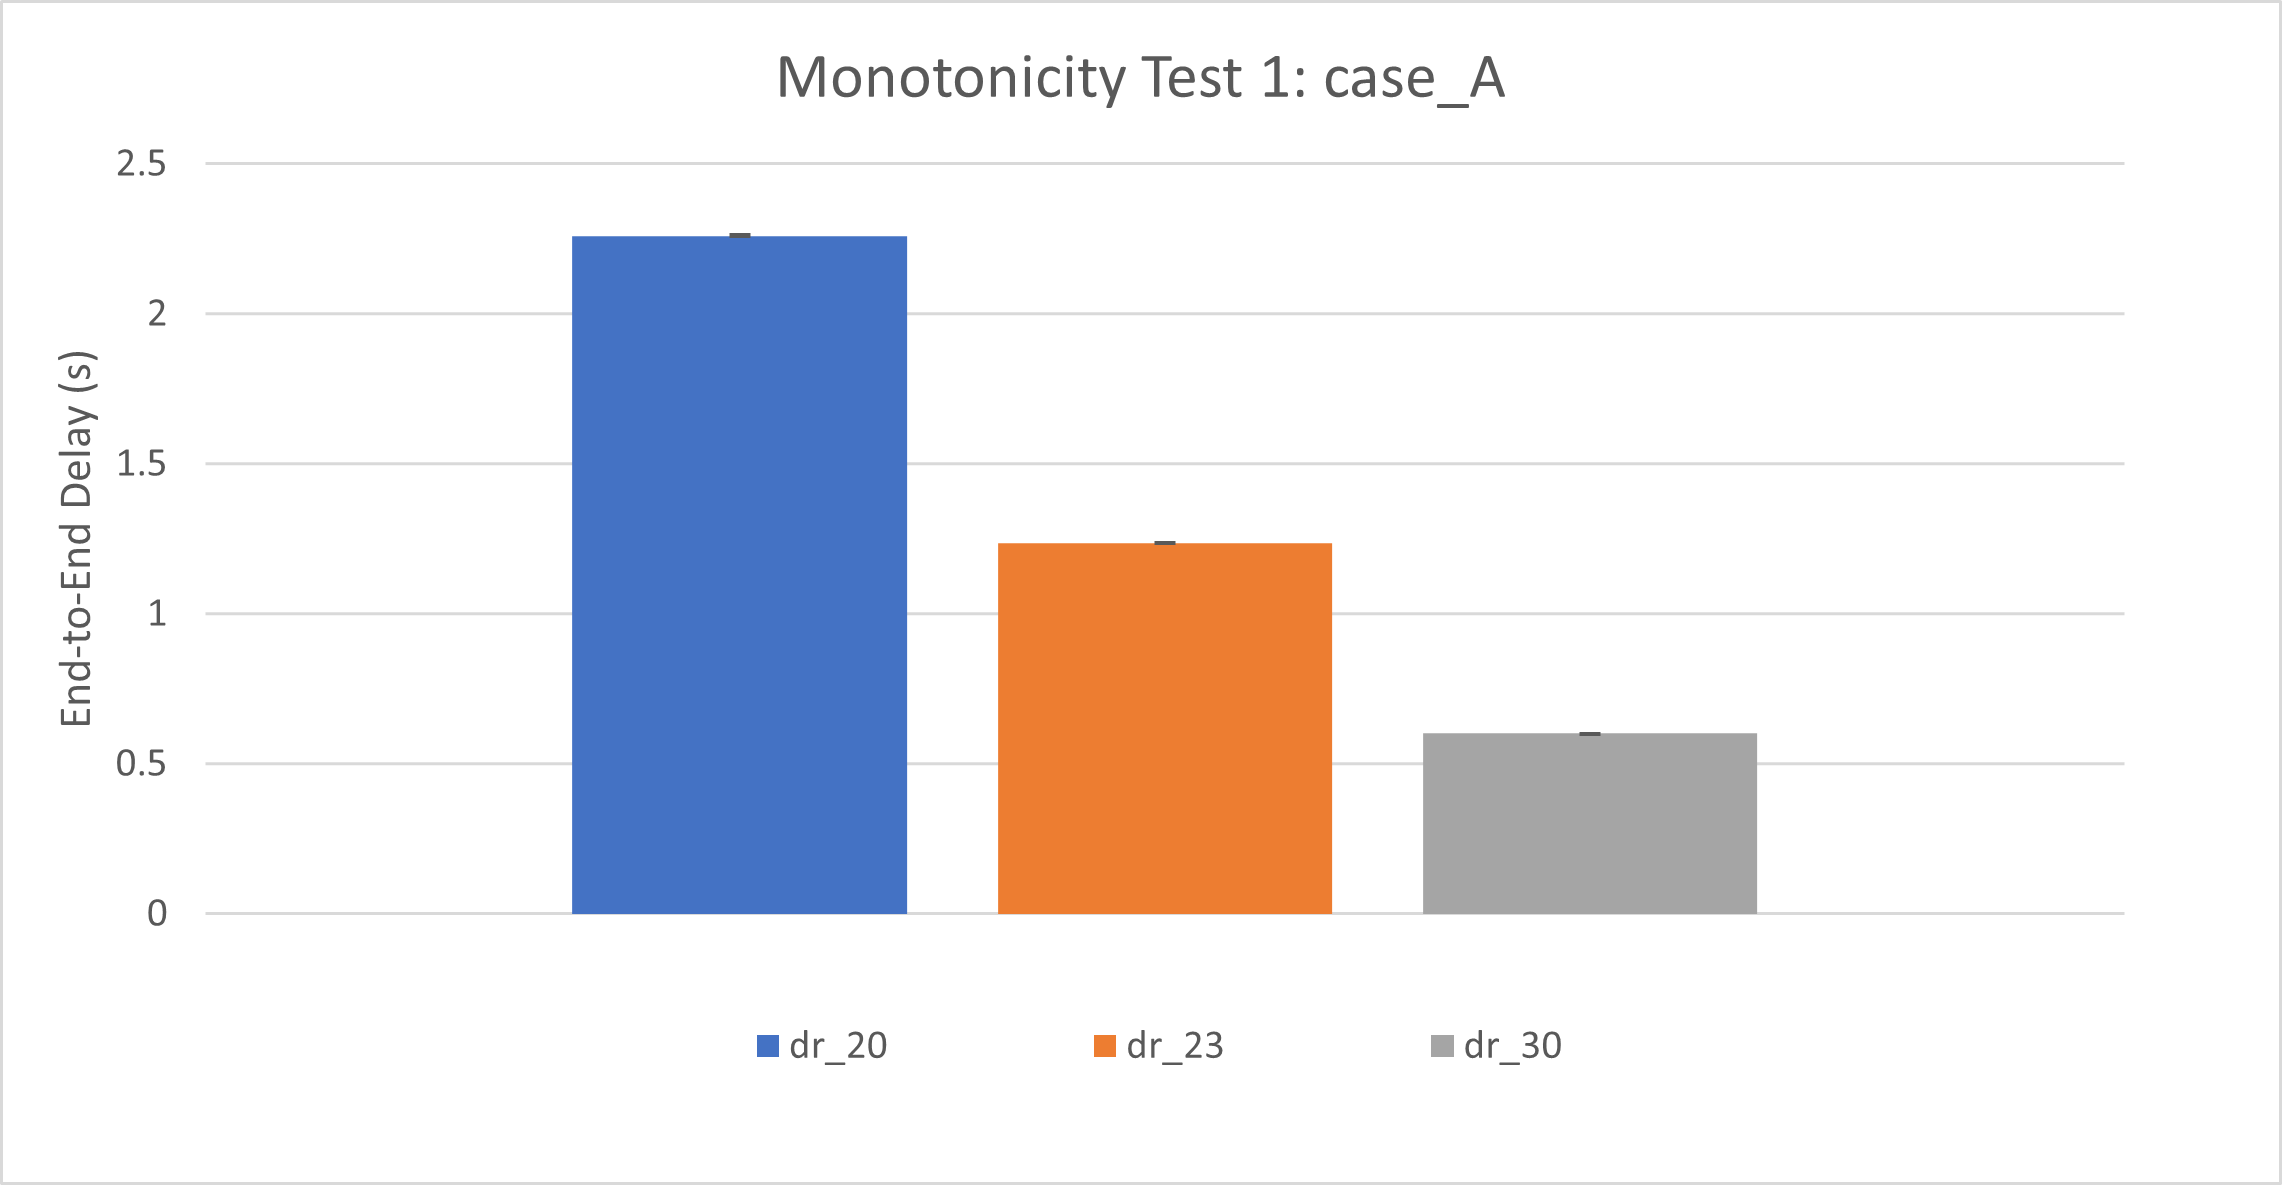 Monotonicity Test 1: case_A
End-to-End Delay (s)
2.5
2
1.5
1
0.5
0
dr_20 dr_23 dr_30